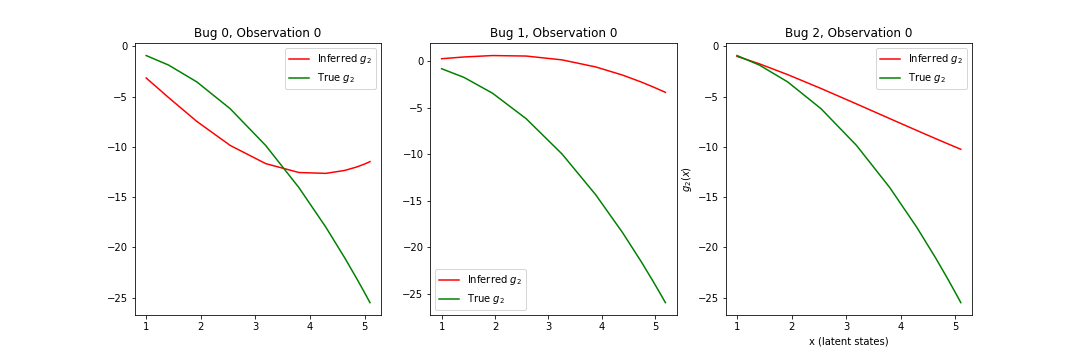 Bug 0, Observation 0
0
−5
−10
−15
−20
−25
1 2 3 4 5
Inferred g₂
True g₂
Bug 1, Observation 0
0
−5
−10
−15
−20
−25
1 2 3 4 5
Inferred g₂
True g₂
Bug 2, Observation 0
g₂(x)
0
−5
−10
−15
−20
−25
1 2 3 4 5
x (latent states)
Inferred g₂
True g₂